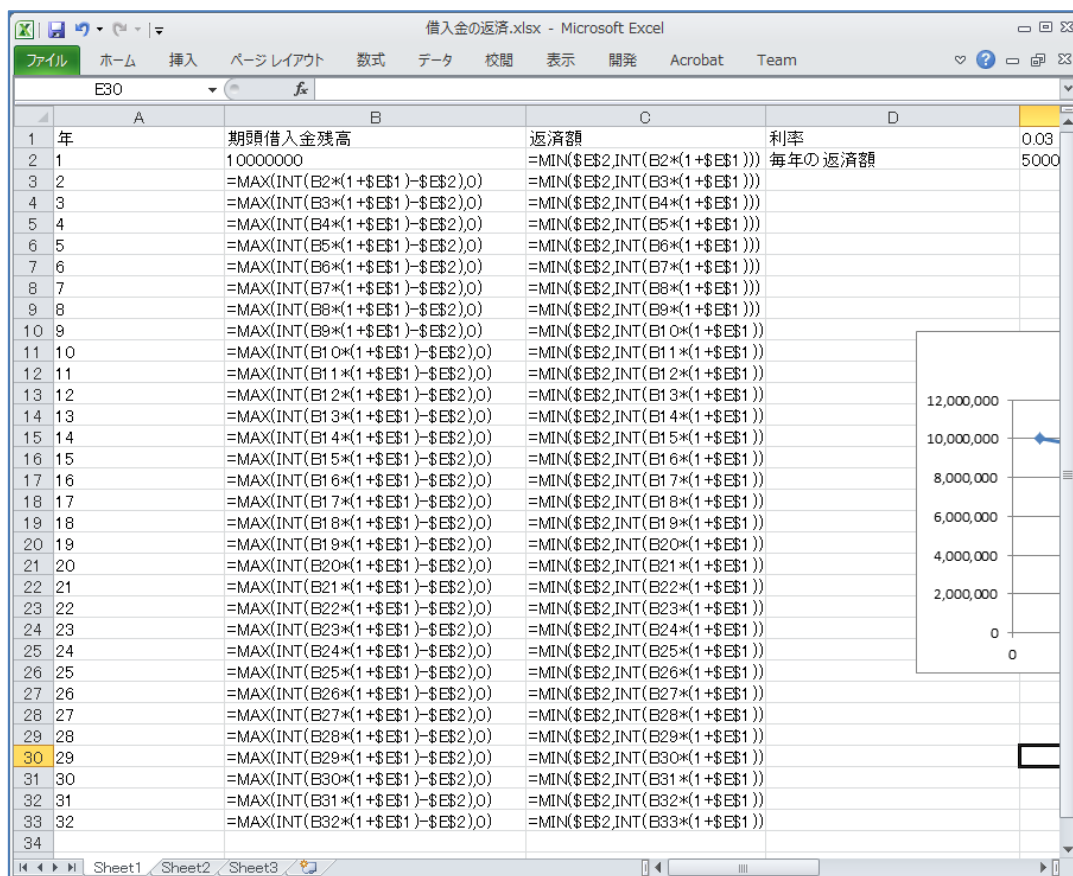 借入金の返済.xlsx - Microsoft Excel
ファイル ホーム 挿入 ページ レイアウト 数式 データ 校閲 表示 開発 Acrobat Team
E30 fx
A B C D
1 年 期頭借入金残高 返済額 利率 0.03
2 1 10000000 =MIN($E$2,INT(B2*(1+$E$1))) 毎年の返済額 5000
3 2 =MAX(INT(B2*(1+$E$1)-$E$2),0) =MIN($E$2,INT(B3*(1+$E$1)))
4 3 =MAX(INT(B3*(1+$E$1)-$E$2),0) =MIN($E$2,INT(B4*(1+$E$1)))
5 4 =MAX(INT(B4*(1+$E$1)-$E$2),0) =MIN($E$2,INT(B5*(1+$E$1)))
6 5 =MAX(INT(B5*(1+$E$1)-$E$2),0) =MIN($E$2,INT(B6*(1+$E$1)))
7 6 =MAX(INT(B6*(1+$E$1)-$E$2),0) =MIN($E$2,INT(B7*(1+$E$1)))
8 7 =MAX(INT(B7*(1+$E$1)-$E$2),0) =MIN($E$2,INT(B8*(1+$E$1)))
9 8 =MAX(INT(B8*(1+$E$1)-$E$2),0) =MIN($E$2,INT(B9*(1+$E$1)))
10 9 =MAX(INT(B9*(1+$E$1)-$E$2),0) =MIN($E$2,INT(B10*(1+$E$1))
11 10 =MAX(INT(B10*(1+$E$1)-$E$2),0) =MIN($E$2,INT(B11*(1+$E$1))
12 11 =MAX(INT(B11*(1+$E$1)-$E$2),0) =MIN($E$2,INT(B12*(1+$E$1))
13 12 =MAX(INT(B12*(1+$E$1)-$E$2),0) =MIN($E$2,INT(B13*(1+$E$1)) 12,000,000
14 13 =MAX(INT(B13*(1+$E$1)-$E$2),0) =MIN($E$2,INT(B14*(1+$E$1))
15 14 =MAX(INT(B14*(1+$E$1)-$E$2),0) =MIN($E$2,INT(B15*(1+$E$1)) 10,000,000
16 15 =MAX(INT(B15*(1+$E$1)-$E$2),0) =MIN($E$2,INT(B16*(1+$E$1))
17 16 =MAX(INT(B16*(1+$E$1)-$E$2),0) =MIN($E$2,INT(B17*(1+$E$1)) 8,000,000
18 17 =MAX(INT(B17*(1+$E$1)-$E$2),0) =MIN($E$2,INT(B18*(1+$E$1))
19 18 =MAX(INT(B18*(1+$E$1)-$E$2),0) =MIN($E$2,INT(B19*(1+$E$1)) 6,000,000
20 19 =MAX(INT(B19*(1+$E$1)-$E$2),0) =MIN($E$2,INT(B20*(1+$E$1))
21 20 =MAX(INT(B20*(1+$E$1)-$E$2),0) =MIN($E$2,INT(B21*(1+$E$1)) 4,000,000
22 21 =MAX(INT(B21*(1+$E$1)-$E$2),0) =MIN($E$2,INT(B22*(1+$E$1))
23 22 =MAX(INT(B22*(1+$E$1)-$E$2),0) =MIN($E$2,INT(B23*(1+$E$1)) 2,000,000
24 23 =MAX(INT(B23*(1+$E$1)-$E$2),0) =MIN($E$2,INT(B24*(1+$E$1)) 0
25 24 =MAX(INT(B24*(1+$E$1)-$E$2),0) =MIN($E$2,INT(B25*(1+$E$1)) 0
26 25 =MAX(INT(B25*(1+$E$1)-$E$2),0) =MIN($E$2,INT(B26*(1+$E$1))
27 26 =MAX(INT(B26*(1+$E$1)-$E$2),0) =MIN($E$2,INT(B27*(1+$E$1))
28 27 =MAX(INT(B27*(1+$E$1)-$E$2),0) =MIN($E$2,INT(B28*(1+$E$1))
29 28 =MAX(INT(B28*(1+$E$1)-$E$2),0) =MIN($E$2,INT(B29*(1+$E$1))
30 29 =MAX(INT(B29*(1+$E$1)-$E$2),0) =MIN($E$2,INT(B30*(1+$E$1))
31 30 =MAX(INT(B30*(1+$E$1)-$E$2),0) =MIN($E$2,INT(B31*(1+$E$1))
32 31 =MAX(INT(B31*(1+$E$1)-$E$2),0) =MIN($E$2,INT(B32*(1+$E$1))
33 32 =MAX(INT(B32*(1+$E$1)-$E$2),0) =MIN($E$2,INT(B33*(1+$E$1))
34
Sheet1 Sheet2 Sheet3